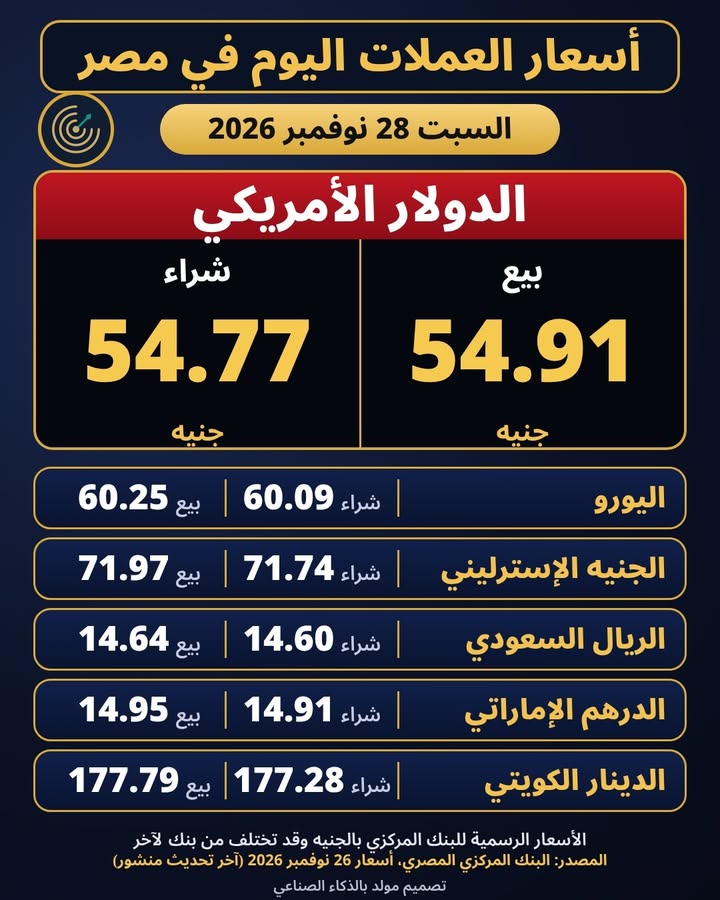 أسعار العملات اليوم في مصر
السبت 28 نوفمبر 2026
الدولار الأمريكي
بيع
54.91
جنيه
شراء
54.77
جنيه
اليورو شراء 60.09 بيع 60.25
الجنيه الإسترليني شراء 71.74 بيع 71.97
الريال السعودي شراء 14.60 بيع 14.64
الدرهم الإماراتي شراء 14.91 بيع 14.95
الدينار الكويتي شراء 177.28 بيع 177.79
الأسعار الرسمية للبنك المركزي بالجنيه وقد تختلف من بنك لآخر
المصدر: البنك المركزي المصري، أسعار 26 نوفمبر 2026 (آخر تحديث منشور)
تصميم مولد بالذكاء الصناعي